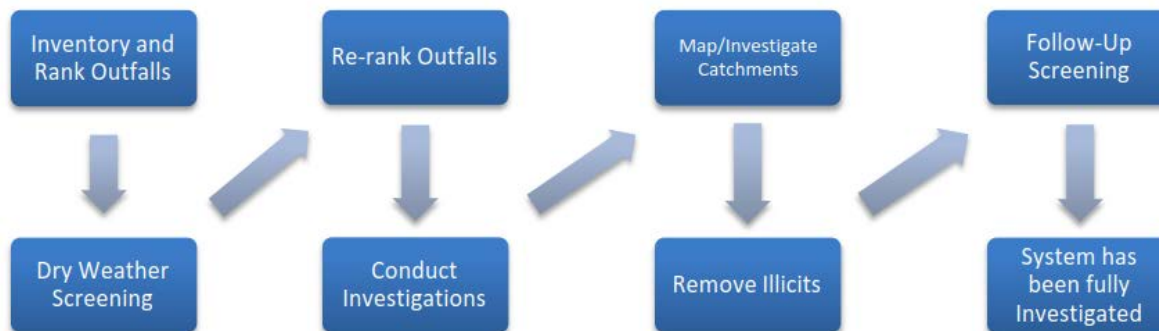 Inventory and
Rank Outfalls
Dry Weather
Screening
Re-rank Outfalls
Conduct
Investigations
Map/Investigate
Catchments
Remove Illicits
Follow-Up
Screening
System has
been fully
Investigated